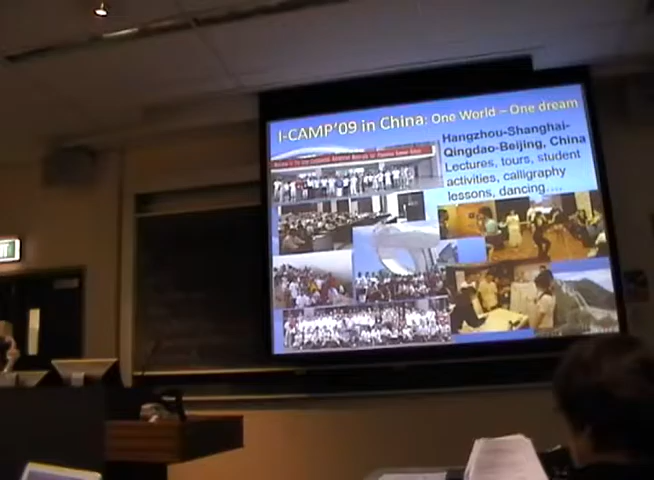 I-CAMP'09 in China: One World – One dream
Hangzhou-Shanghai-
Qingdao-Beijing, China
Lectures, tours, student
activities, calligraphy
lessons, dancing....